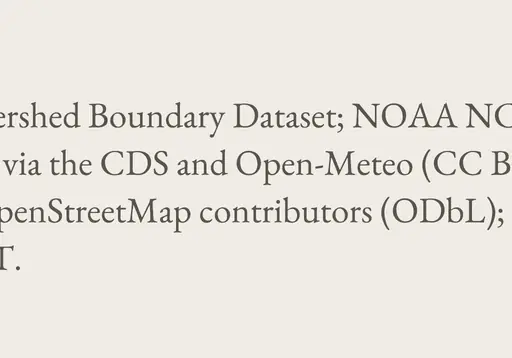 ershed Boundary Dataset; NOAA NC
via the CDS and Open-Meteo (CC B
penStreetMap contributors (ODbL);
T.